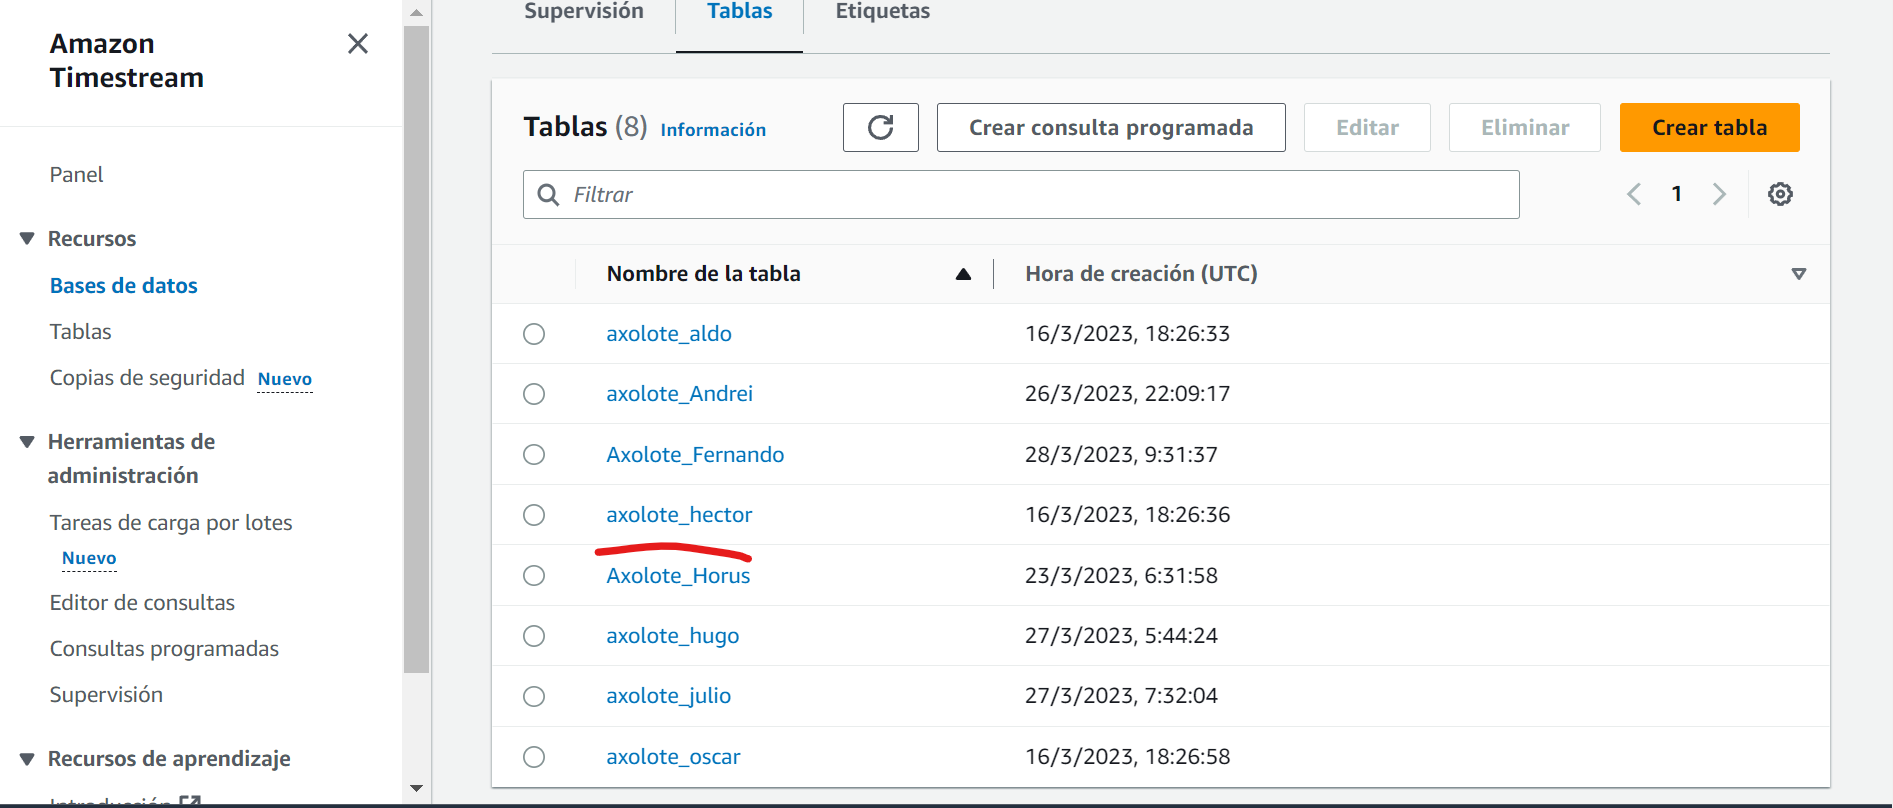 Amazon
Timestream
Panel
Recursos
Bases de datos
Tablas
Copias de seguridad Nuevo
Herramientas de
administración
Tareas de carga por lotes
Nuevo
Editor de consultas
Consultas programadas
Supervisión
Recursos de aprendizaje
Introducción
Supervisión Tablas Etiquetas
Tablas (8) Información Crear consulta programada Editar Eliminar Crear tabla
Filtrar 1
Nombre de la tabla Hora de creación (UTC)
axolote_aldo 16/3/2023, 18:26:33
axolote_Andrei 26/3/2023, 22:09:17
Axolote_Fernando 28/3/2023, 9:31:37
axolote_hector 16/3/2023, 18:26:36
Axolote_Horus 23/3/2023, 6:31:58
axolote_hugo 27/3/2023, 5:44:24
axolote_julio 27/3/2023, 7:32:04
axolote_oscar 16/3/2023, 18:26:58